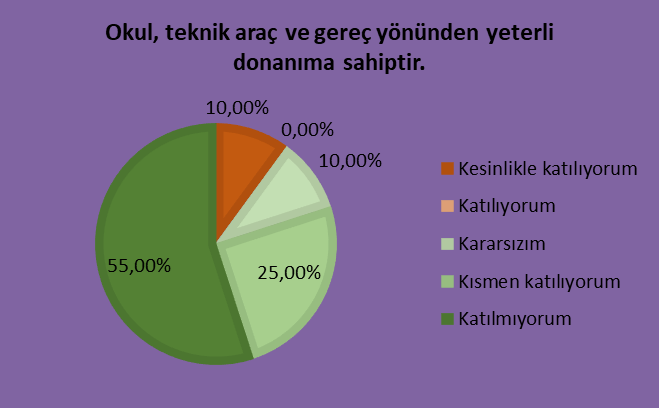 Okul, teknik araç ve gereç yönünden yeterli
donanıma sahiptir.
10,00%
0,00%
10,00%
25,00%
55,00%
Kesinlikle katılıyorum
Katılıyorum
Kararsızım
Kısmen katılıyorum
Katılmıyorum